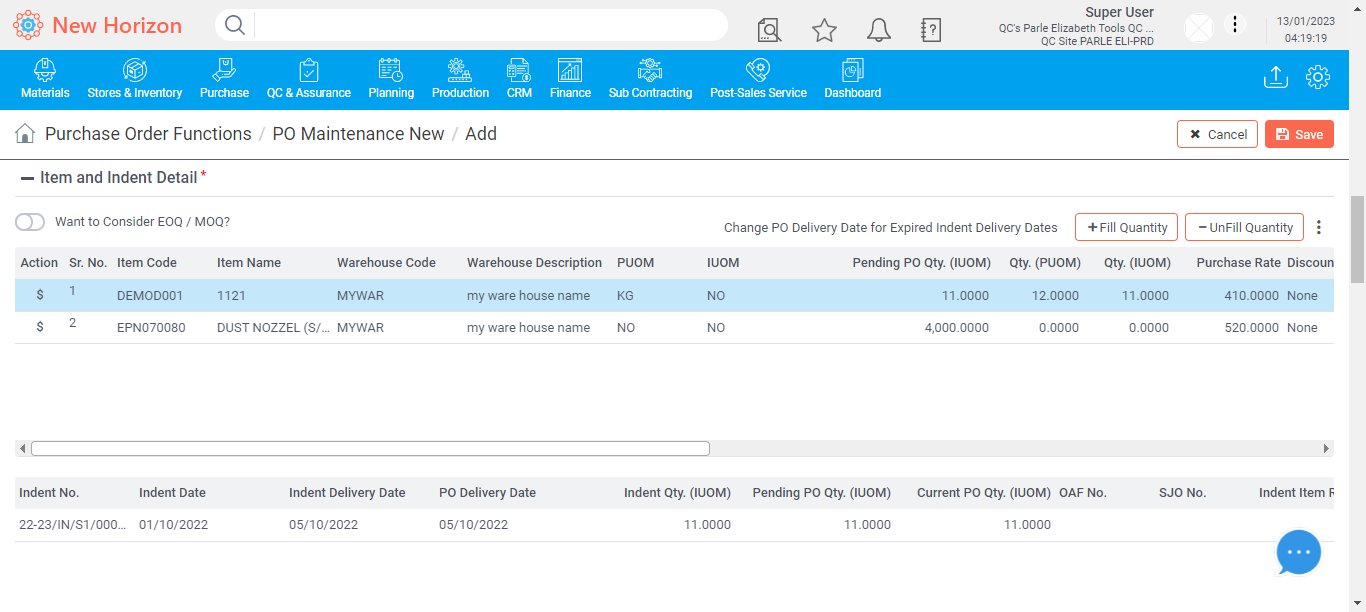 New Horizon
Super User
QC's Parle Elizabeth Tools QC ...
QC Site PARLE ELI-PRD
13/01/2023
04:19:19
Materials Stores & Inventory Purchase QC & Assurance Planning Production CRM Finance Sub Contracting Post-Sales Service Dashboard
Purchase Order Functions / PO Maintenance New / Add
Cancel Save
Item and Indent Detail *
Want to Consider EOQ / MOQ?
Change PO Delivery Date for Expired Indent Delivery Dates +Fill Quantity −UnFill Quantity
Action Sr. No. Item Code Item Name Warehouse Code Warehouse Description PUOM IUOM Pending PO Qty. (IUOM) Qty. (PUOM) Qty. (IUOM) Purchase Rate Discoun
$ 1 DEMOD001 1121 MYWAR my ware house name KG NO 11.0000 12.0000 11.0000 410.0000 None
$ 2 EPN070080 DUST NOZZEL (S/... MYWAR my ware house name NO NO 4,000.0000 0.0000 0.0000 520.0000 None
Indent No. Indent Date Indent Delivery Date PO Delivery Date Indent Qty. (IUOM) Pending PO Qty. (IUOM) Current PO Qty. (IUOM) OAF No. SJO No. Indent Item R
22-23/IN/S1/000... 01/10/2022 05/10/2022 05/10/2022 11.0000 11.0000 11.0000